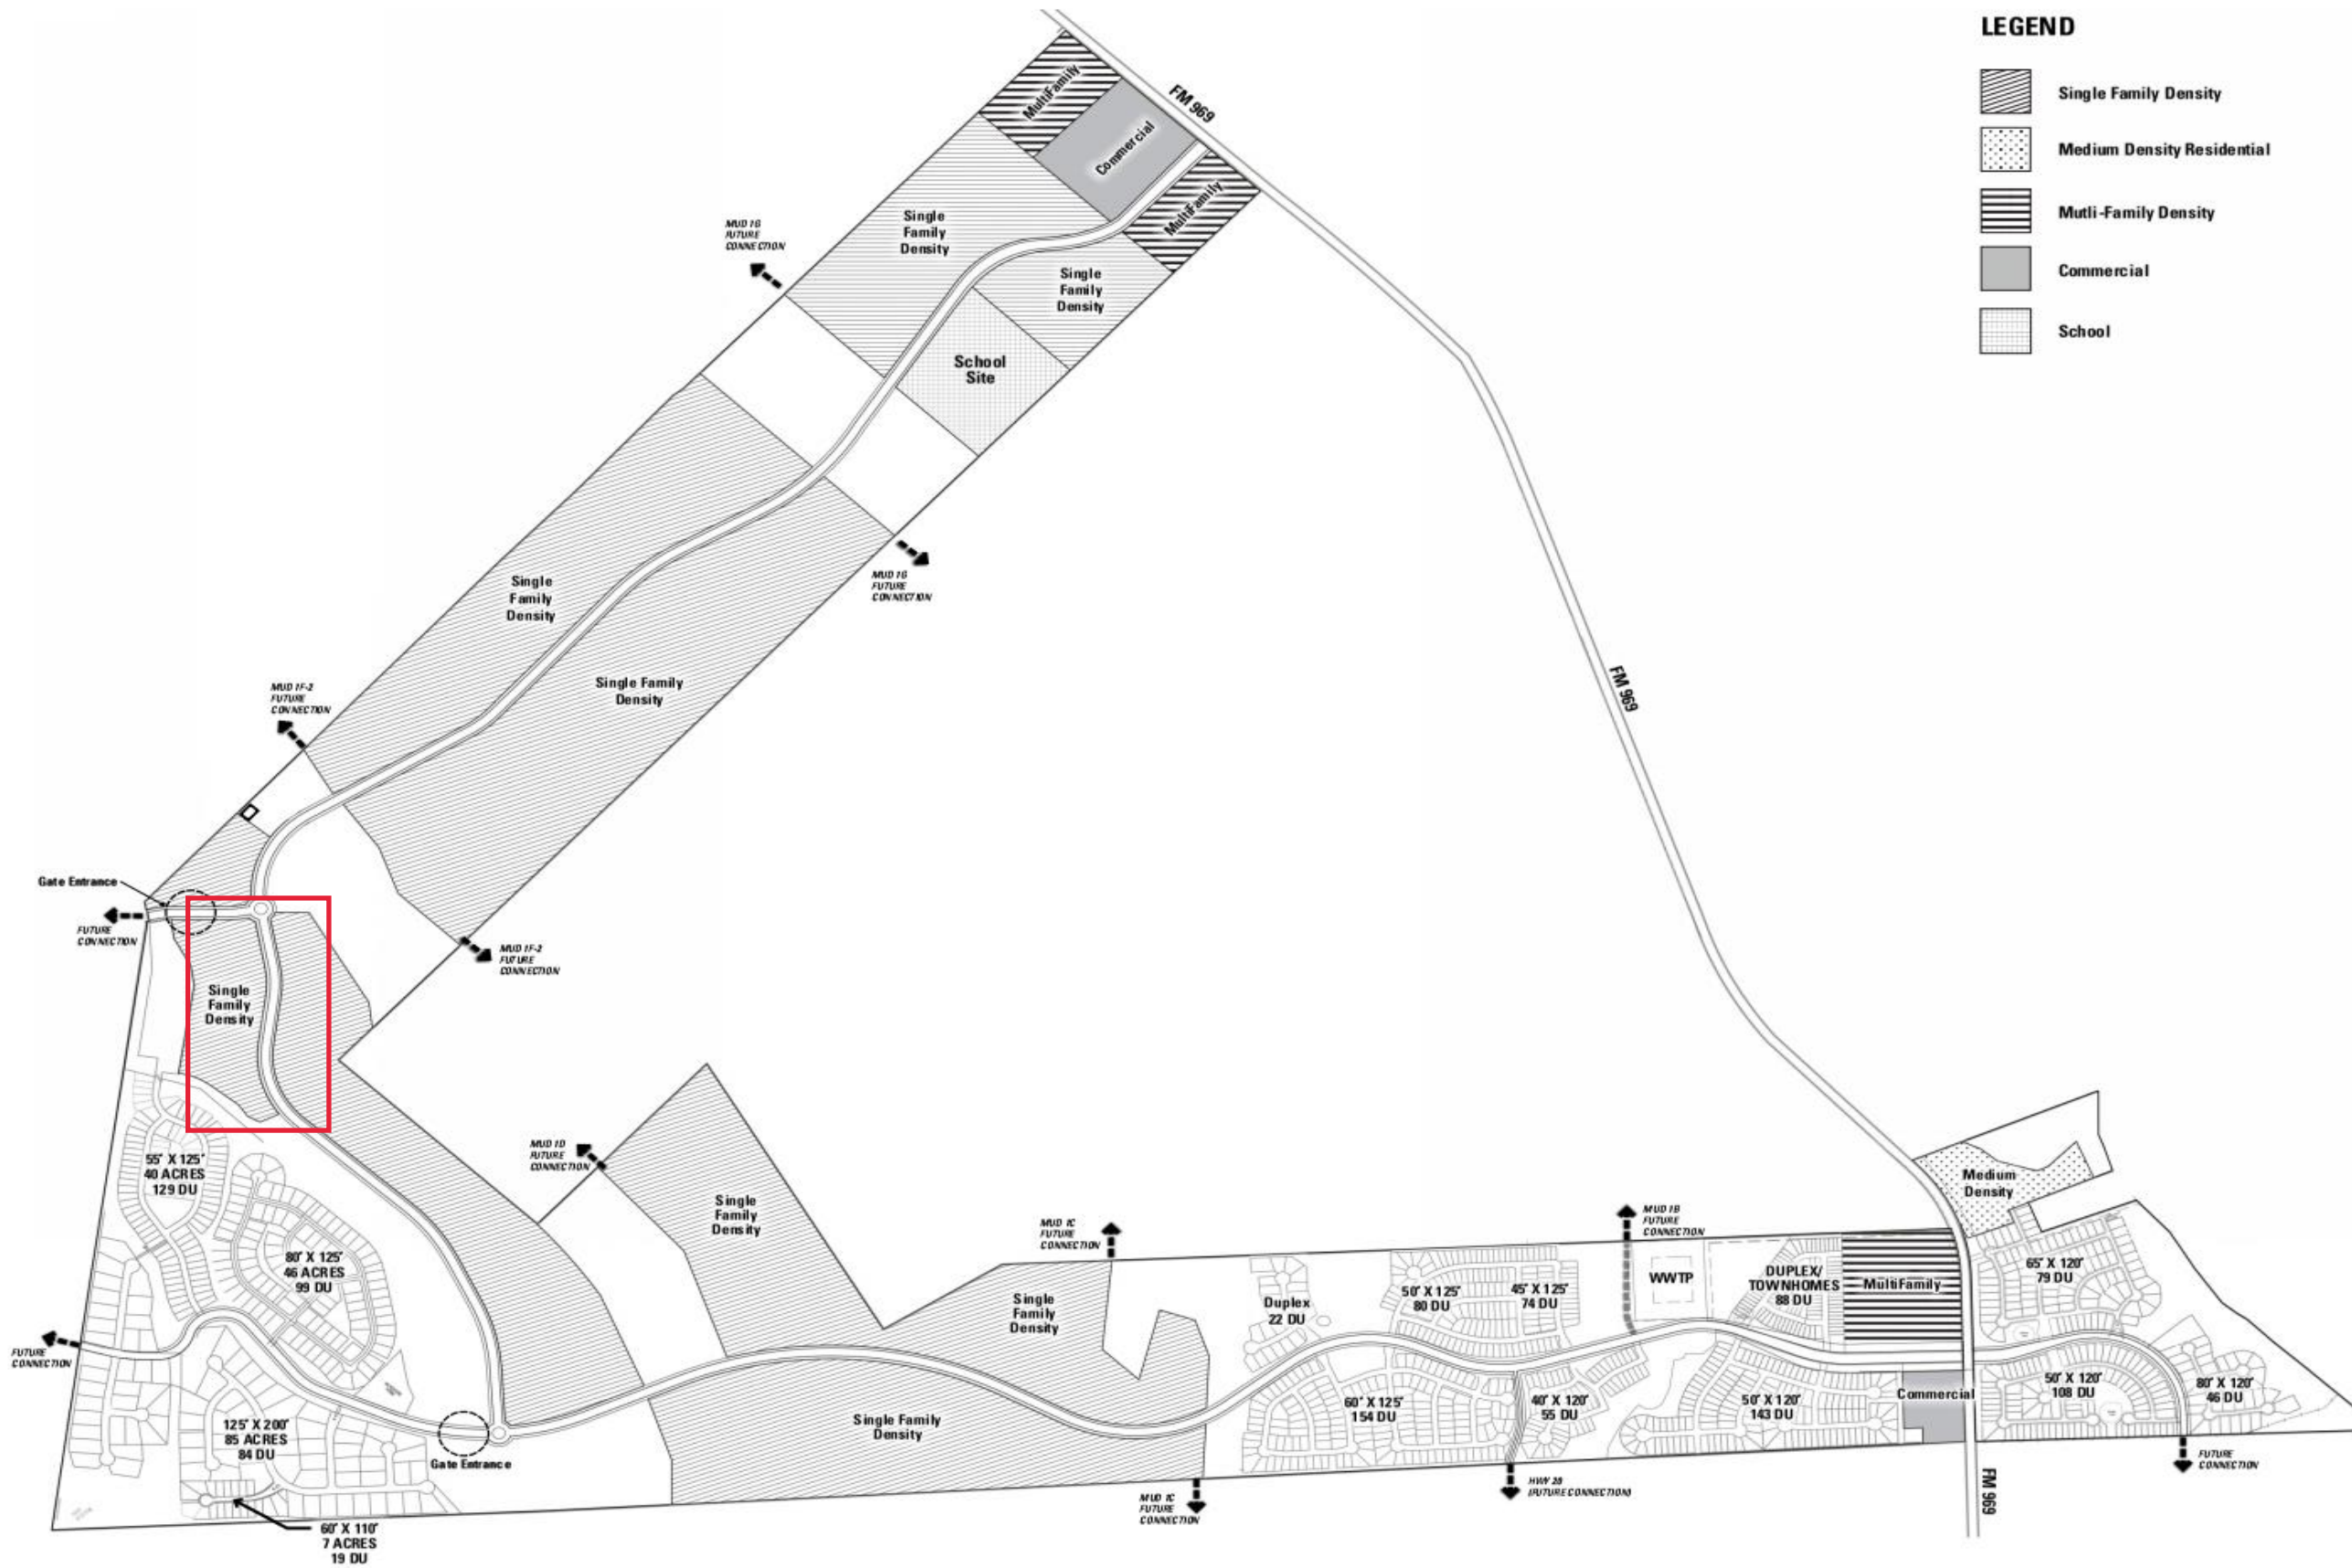 LEGEND
Single Family Density
Medium Density Residential
Mutli-Family Density
Commercial
School
FM 969
MultiFamily
Commercial
MultiFamily
Single
Family
Density
Single
Family
Density
School
Site
MUD 1G
FUTURE
CONNECTION
MUD 1G
FUTURE
CONNECTION
Single
Family
Density
Single Family
Density
FM 969
MUD 1F-2
FUTURE
CONNECTION
Gate Entrance
FUTURE
CONNECTION
MUD 1F-2
FUTURE
CONNECTION
Single
Family
Density
55' X 125'
40 ACRES
129 DU
80' X 125'
46 ACRES
99 DU
MUD 1D
FUTURE
CONNECTION
Single
Family
Density
MUD 1C
FUTURE
CONNECTION
Single
Family
Density
Duplex
22 DU
50' X 125'
80 DU
45' X 125'
74 DU
MUD 1B
FUTURE
CONNECTION
WWTP
DUPLEX/
TOWNHOMES
88 DU
MultiFamily
Medium
Density
65' X 120'
79 DU
FUTURE
CONNECTION
125' X 200'
85 ACRES
84 DU
Gate Entrance
Single Family
Density
60' X 125'
154 DU
40' X 120'
55 DU
50' X 120'
143 DU
Commercial
50' X 120'
108 DU
80' X 120'
46 DU
60' X 110'
7 ACRES
19 DU
MUD 1C
FUTURE
CONNECTION
HWY 20
(FUTURE CONNECTION)
FM 969
FUTURE
CONNECTION